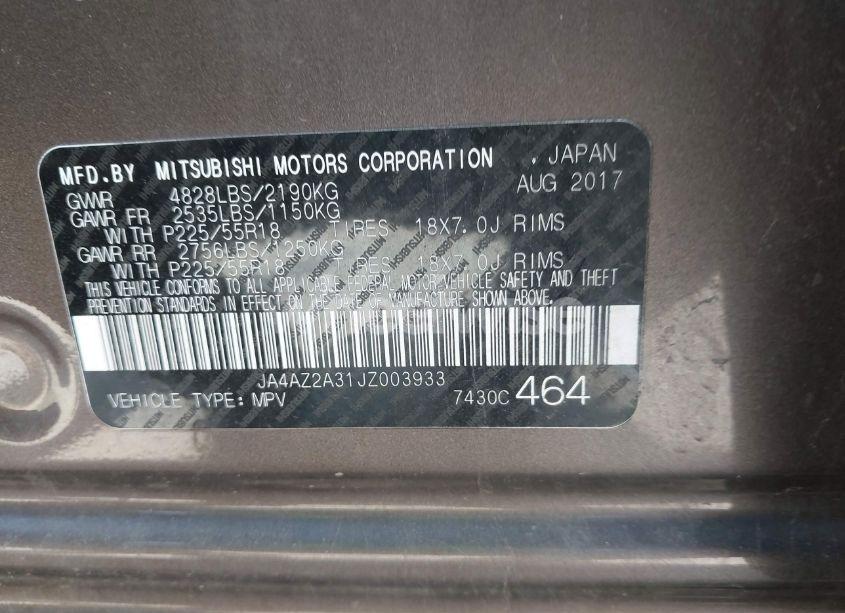 MFD.BY MITSUBISHI MOTORS CORPORATION . JAPAN
GVWR 4828LBS/2190KG AUG 2017
GAWR FR 2535LBS/1150KG
WITH P225/55R18 TIRES 18X7.0J RIMS
GAWR RR 2756LBS/1250KG
WITH P225/55R18 TIRES 18X7.0J RIMS
THIS VEHICLE CONFORMS TO ALL APPLICABLE FEDERAL MOTOR VEHICLE SAFETY AND THEFT
PREVENTION STANDARDS IN EFFECT ON THE DATE OF MANUFACTURE SHOWN ABOVE.
JA4AZ2A31JZ003933
VEHICLE TYPE: MPV 7430C 464